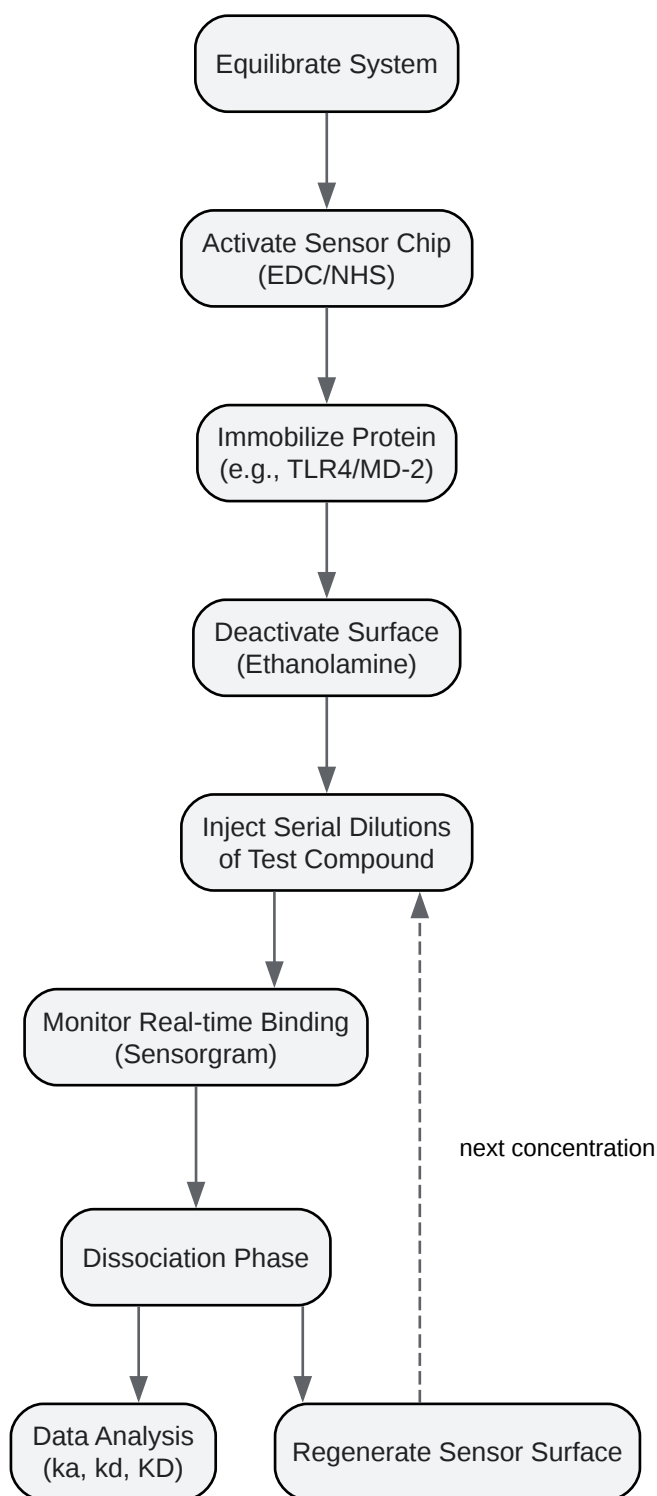 Equilibrate System
Activate Sensor Chip
(EDC/NHS)
Immobilize Protein
(e.g., TLR4/MD-2)
Deactivate Surface
(Ethanolamine)
Inject Serial Dilutions
of Test Compound
Monitor Real-time Binding
(Sensorgram)
next concentration
Dissociation Phase
Data Analysis
(ka, kd, KD)
Regenerate Sensor Surface